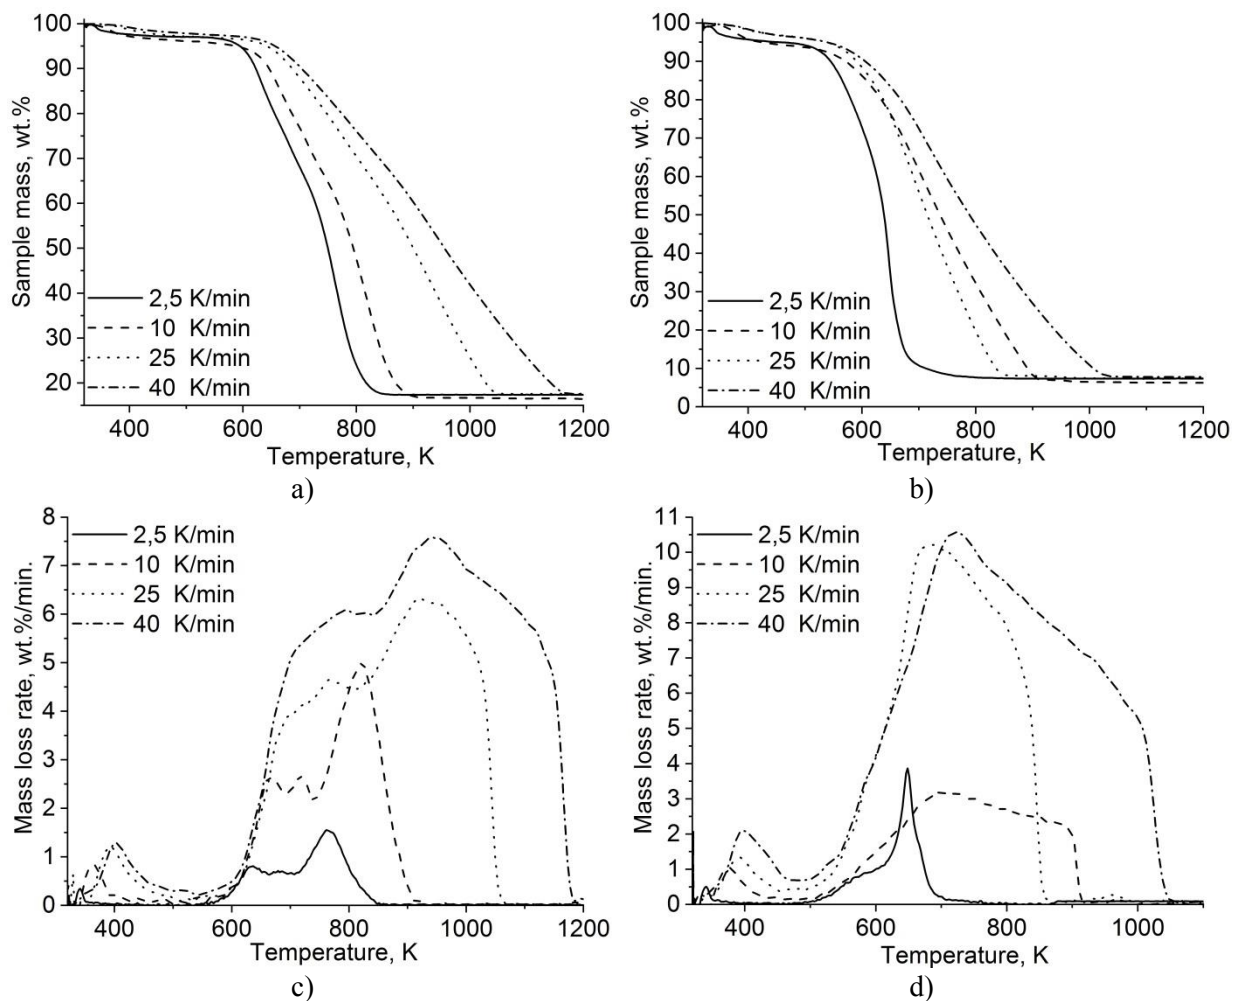 100
90
80
70
60
50
40
30
20
Sample mass, wt.%
2,5 K/min
10 K/min
25 K/min
40 K/min
400 600 800 1000 1200
Temperature, K
a)
100
90
80
70
60
50
40
30
20
10
0
Sample mass, wt.%
2,5 K/min
10 K/min
25 K/min
40 K/min
400 600 800 1000 1200
Temperature, K
b)
8
7
6
5
4
3
2
1
0
Mass loss rate, wt.%/min.
2,5 K/min
10 K/min
25 K/min
40 K/min
400 600 800 1000 1200
Temperature, K
c)
11
10
9
8
7
6
5
4
3
2
1
0
Mass loss rate, wt.%/min.
2,5 K/min
10 K/min
25 K/min
40 K/min
400 600 800 1000
Temperature, K
d)